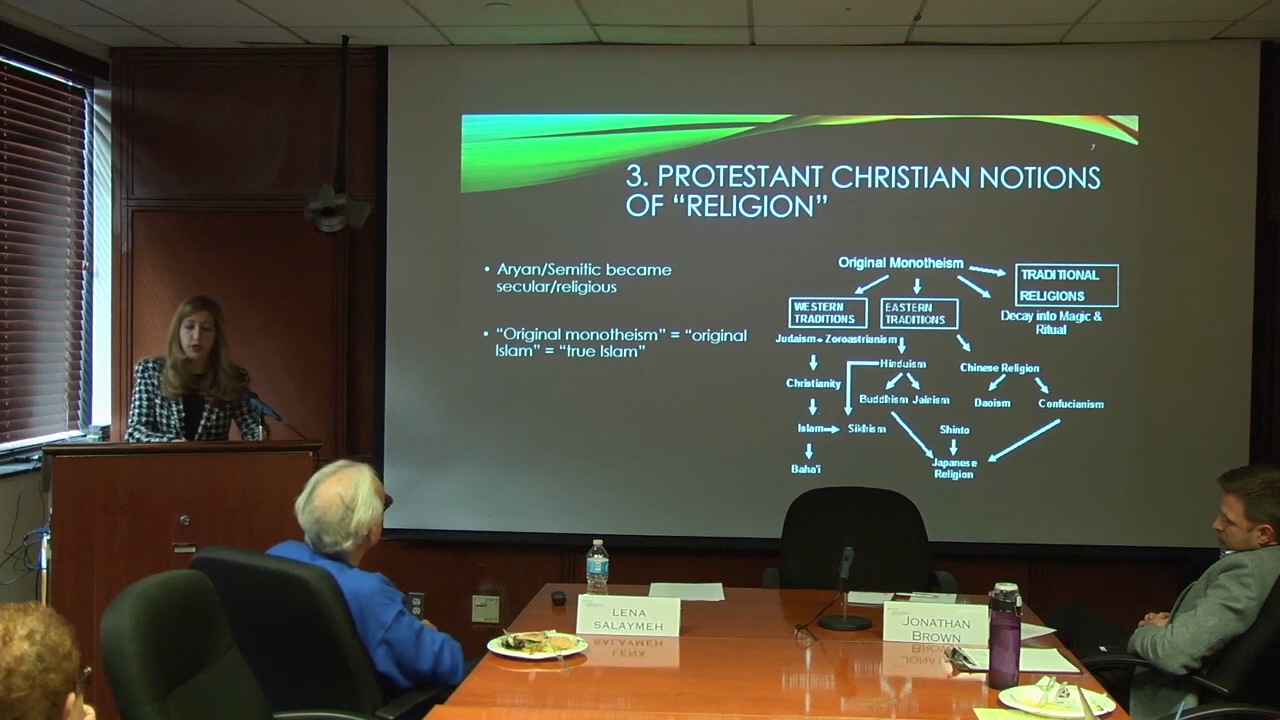 7
3. PROTESTANT CHRISTIAN NOTIONS
OF “RELIGION”
• Aryan/Semitic became
secular/religious
• “Original monotheism” = “original
Islam” = “true Islam”
Original Monotheism
TRADITIONAL
RELIGIONS
Decay into Magic &
Ritual
WESTERN
TRADITIONS
EASTERN
TRADITIONS
Judaism
Zoroastrianism
Hinduism
Chinese Religion
Christianity
Buddhism Jainism
Daoism
Confucianism
Islam
Sikhism
Shinto
Baha'i
Japanese
Religion
LENA
SALAYMEH
JONATHAN
BROWN